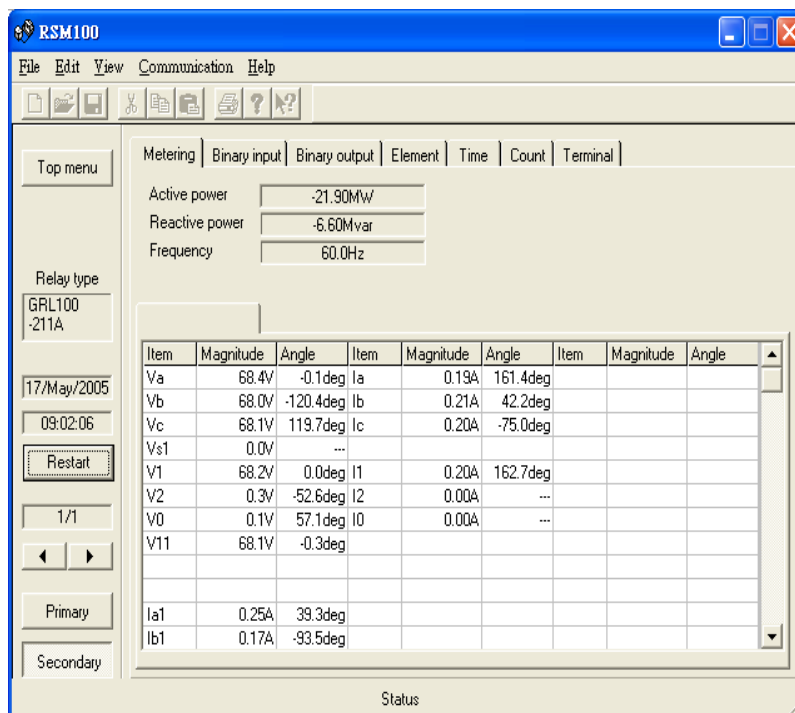 RSM100
File Edit View Communication Help
Top menu
Metering Binary input Binary output Element Time Count Terminal
Active power -21.90MW
Reactive power -6.60Mvar
Frequency 60.0Hz
Relay type
GRL100
-211A
17/May/2005
09:02:06
Restart
1/1
Primary
Secondary
Item Magnitude Angle Item Magnitude Angle Item Magnitude Angle
Va 68.4V -0.1deg Ia 0.19A 161.4deg
Vb 68.0V -120.4deg Ib 0.21A 42.2deg
Vc 68.1V 119.7deg Ic 0.20A -75.0deg
Vs1 0.0V ---
V1 68.2V 0.0deg I1 0.20A 162.7deg
V2 0.3V -52.6deg I2 0.00A ---
V0 0.1V 57.1deg I0 0.00A ---
V11 68.1V -0.3deg
Ia1 0.25A 39.3deg
Ib1 0.17A -93.5deg
Status